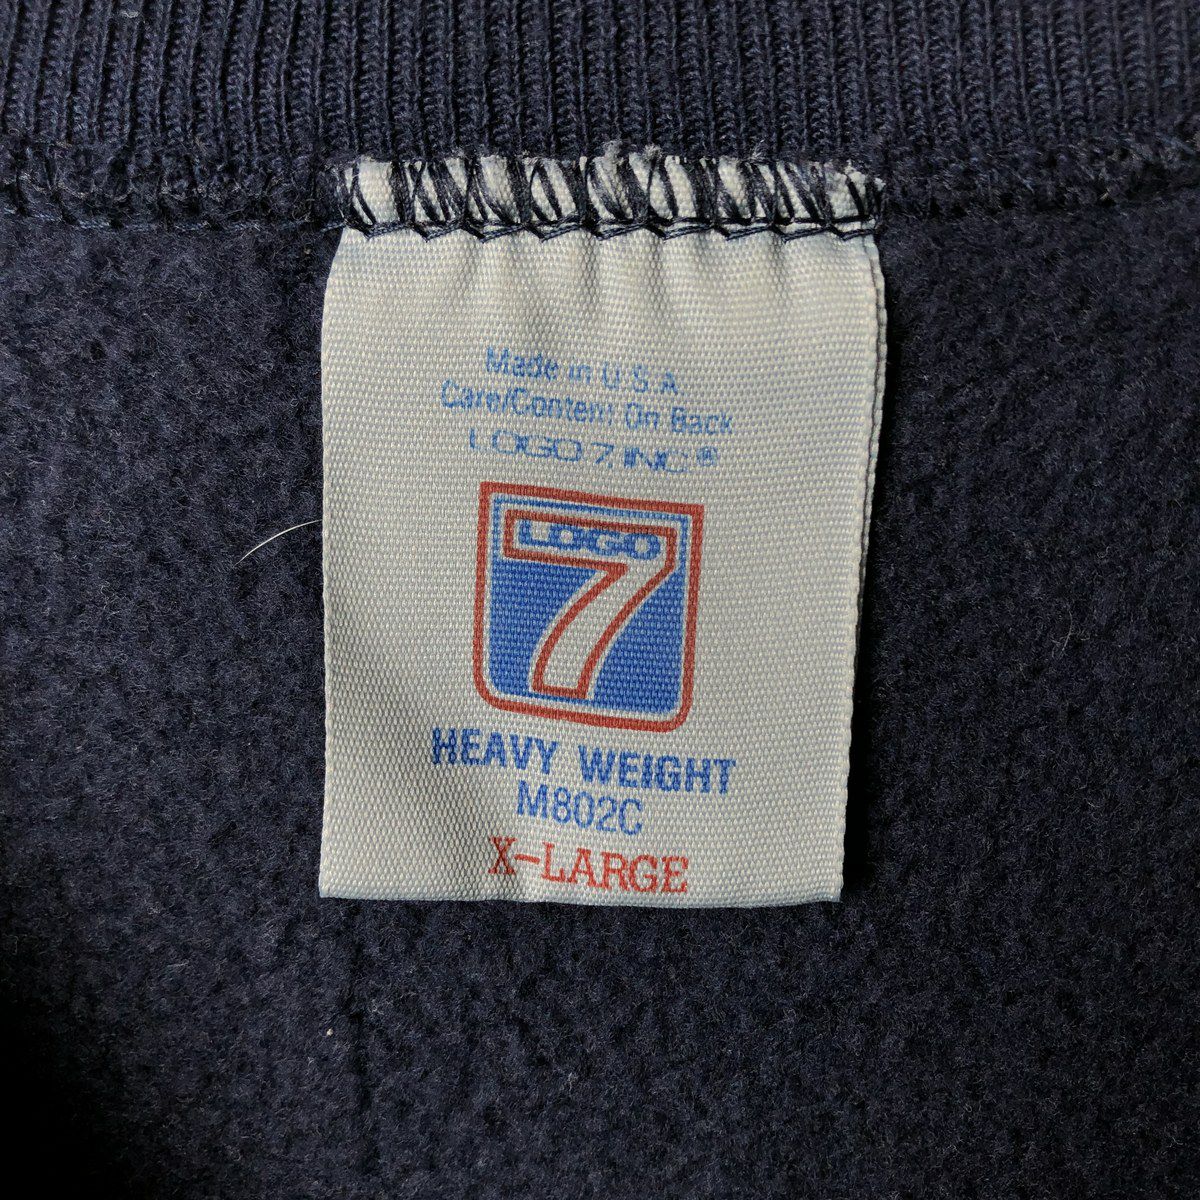 Made in U.S.A.
Care/Content On Back
LOGO 7, INC®
LOGO
7
HEAVY WEIGHT
M802C
X-LARGE